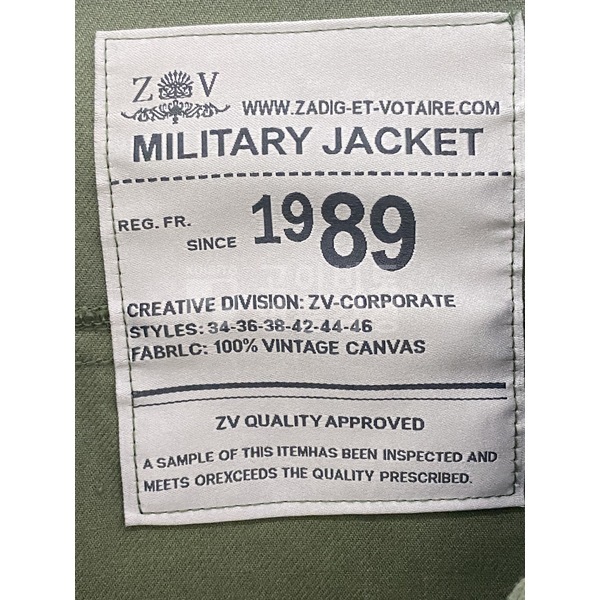 Z V
WWW.ZADIG-ET-VOTAIRE.COM
MILITARY JACKET
REG. FR.
SINCE 1989
CREATIVE DIVISION: ZV-CORPORATE
STYLES: 34-36-38-42-44-46
FABRLC: 100% VINTAGE CANVAS
ZV QUALITY APPROVED
A SAMPLE OF THIS ITEMHAS BEEN INSPECTED AND
MEETS OREXCEEDS THE QUALITY PRESCRIBED.